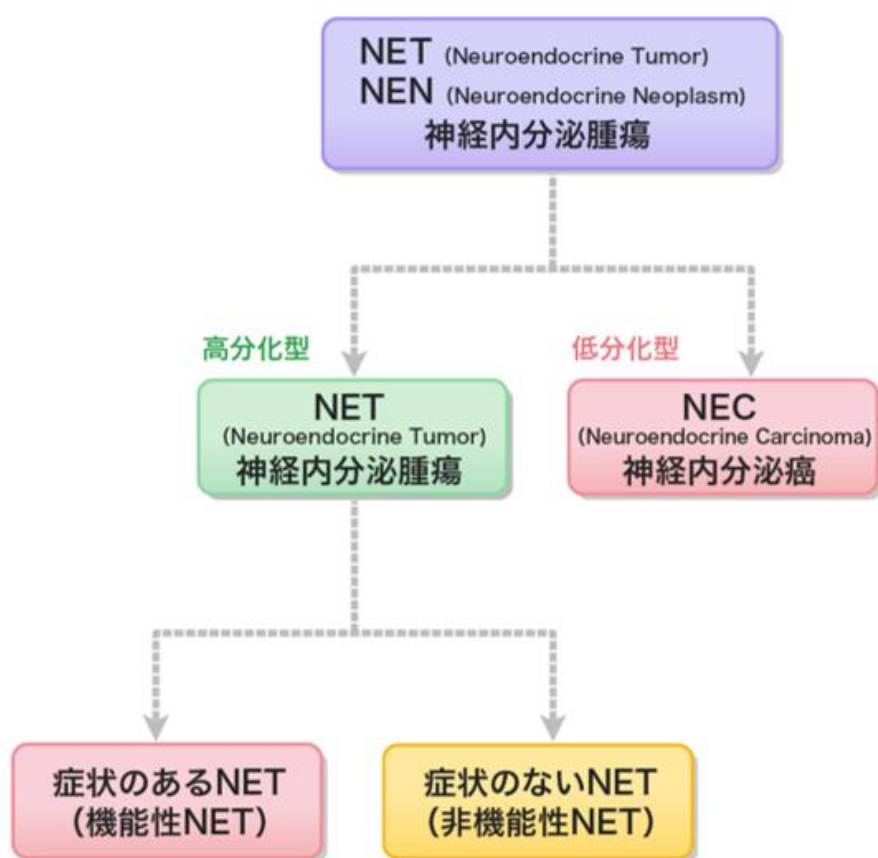 NET (Neuroendocrine Tumor)
NEN (Neuroendocrine Neoplasm)
神経内分泌腫瘍
高分化型
低分化型
NET
(Neuroendocrine Tumor)
神経内分泌腫瘍
NEC
(Neuroendocrine Carcinoma)
神経内分泌癌
症状のあるNET
(機能性NET)
症状のないNET
(非機能性NET)